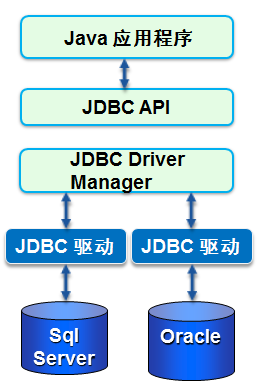 Java 应用程序
JDBC API
JDBC Driver
Manager
JDBC 驱动
JDBC 驱动
Sql
Server
Oracle